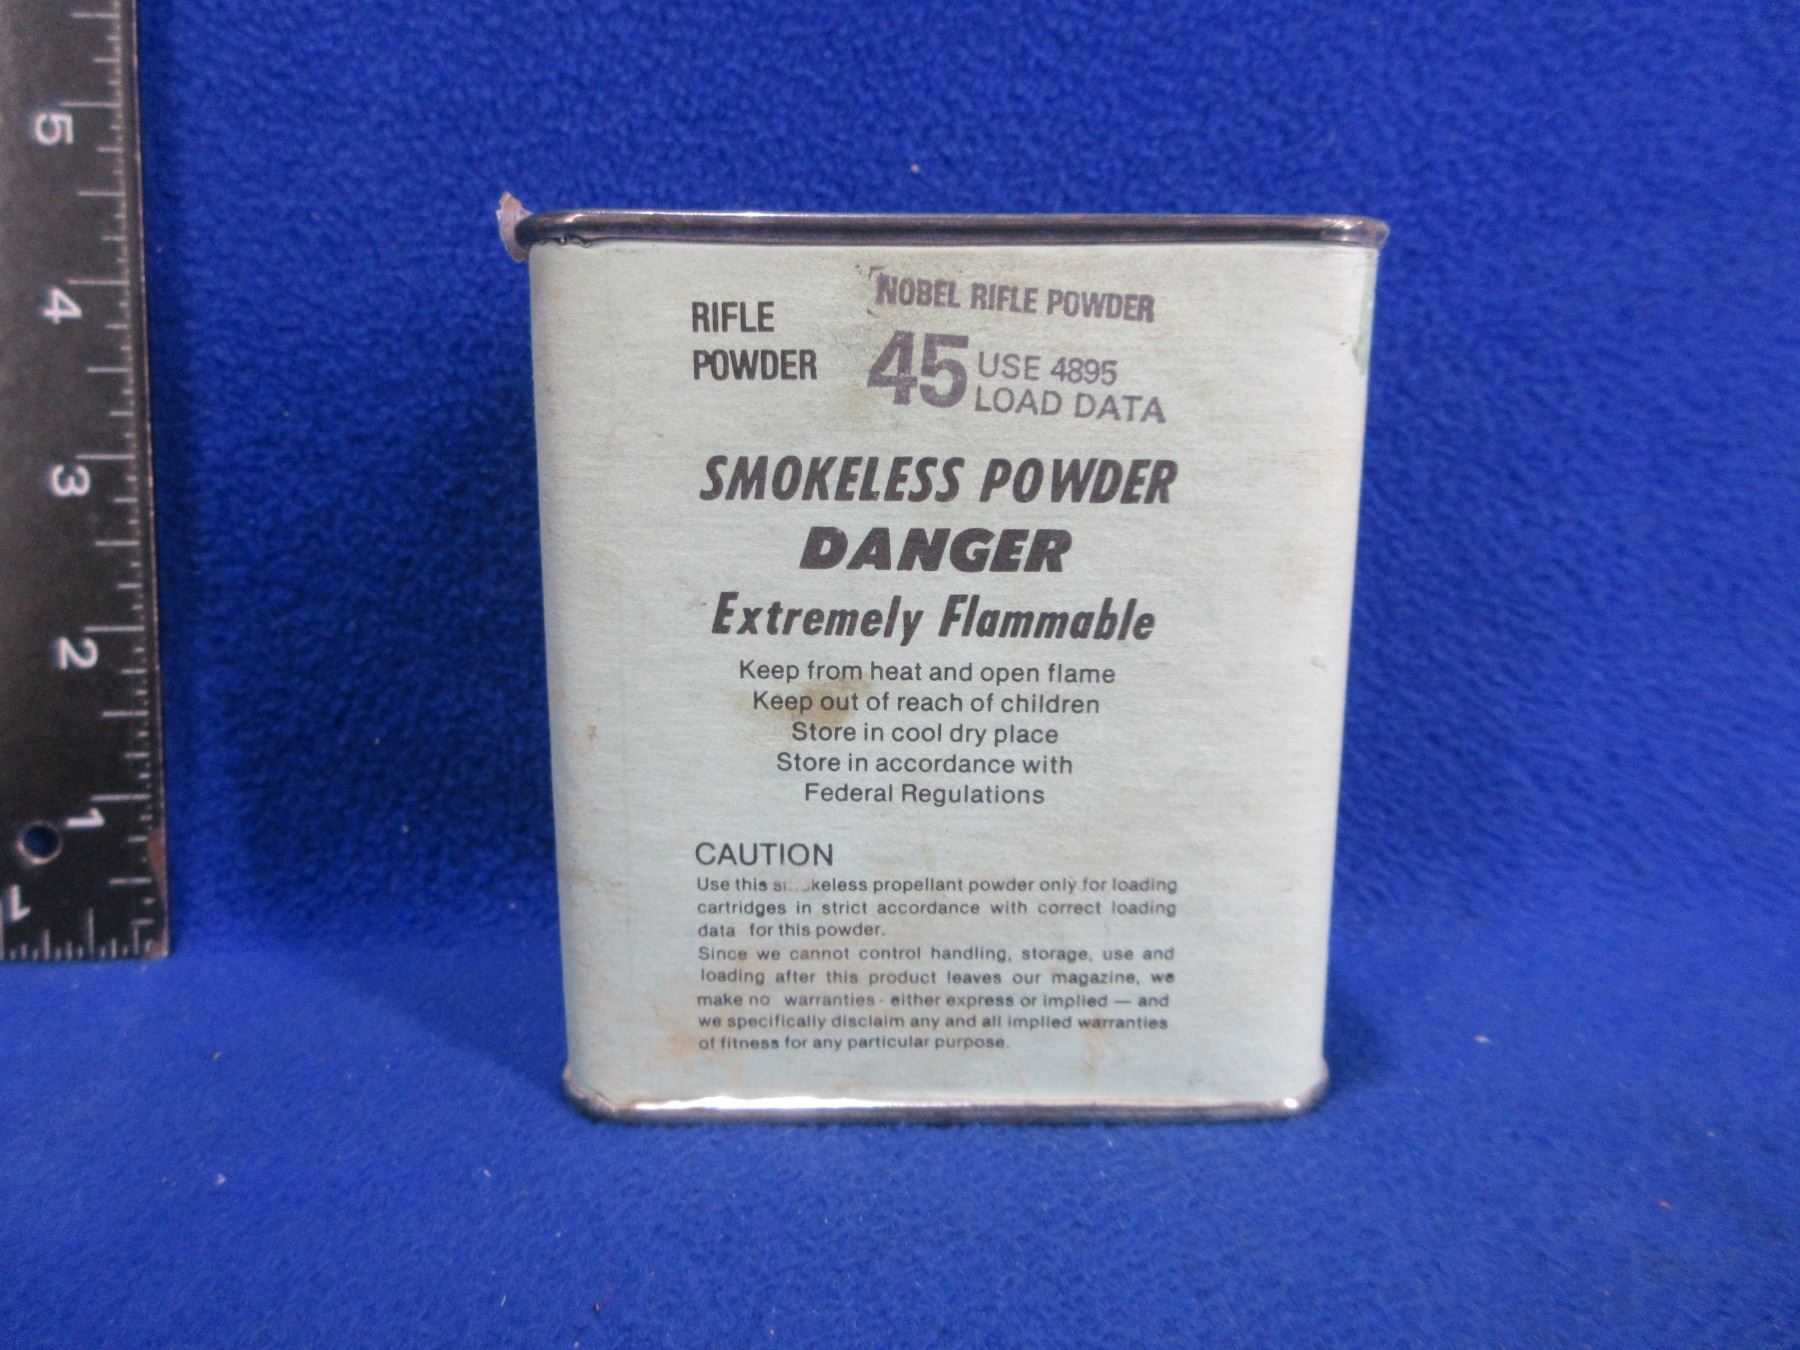 RIFLE
POWDER
NOBEL RIFLE POWDER
45 USE 4895
LOAD DATA
SMOKELESS POWDER
DANGER
Extremely Flammable
Keep from heat and open flame
Keep out of reach of children
Store in cool dry place
Store in accordance with
Federal Regulations
CAUTION
Use this propellant powder only for loading
cartridges in strict accordance with correct loading
data for this powder.
Since we cannot control handling, storage, use and
loading after this product leaves our magazine, we
make no warranties - either express or implied — and
we specifically disclaim any and all implied warranties
of fitness for any particular purpose.
5
4
3
2
1
1